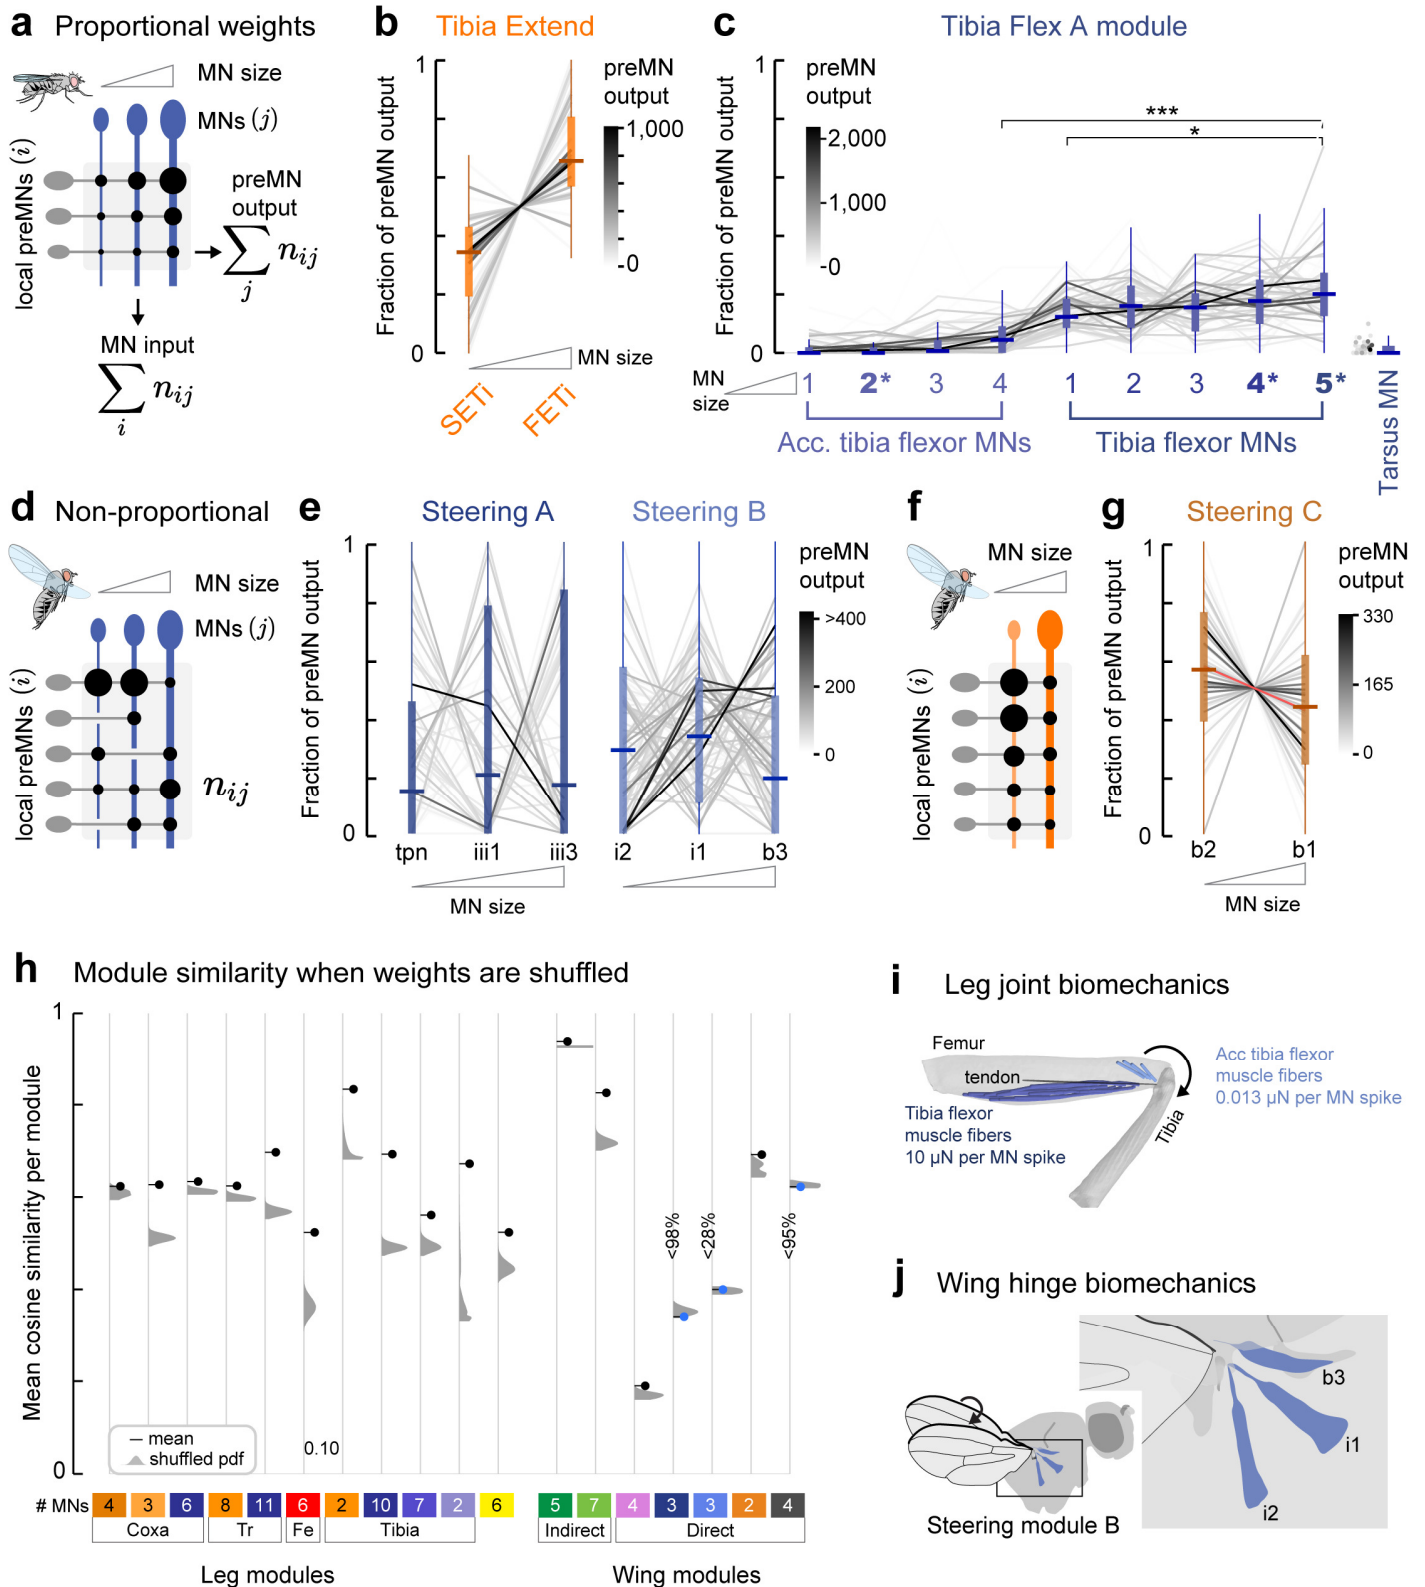 a Proportional weights
MN size
MNs (j)
local preMNs (i)
preMN
output
∑ n_ij
j
MN input
∑ n_ij
i
b Tibia Extend
Fraction of preMN output
1
0
preMN
output
1,000
0
MN size
SETi
FETi
c Tibia Flex A module
Fraction of preMN output
1
0
preMN
output
2,000
1,000
0
***
*
MN
size
1 2* 3 4 1 2 3 4* 5*
Acc. tibia flexor MNs
Tibia flexor MNs
Tarsus MN
d Non-proportional
MN size
MNs (j)
local preMNs (i)
n_ij
e Steering A
Steering B
Fraction of preMN output
1
0
tpn iii1 iii3
i2 i1 b3
MN size
preMN
output
>400
200
0
f
MN size
local preMNs (i)
g Steering C
Fraction of preMN output
1
0
b2 b1
MN size
preMN
output
330
165
0
h Module similarity when weights are shuffled
Mean cosine similarity per module
1
0
<98%
<28%
<95%
mean
shuffled pdf
0.10
# MNs 4 3 6 8 11 6 2 10 7 2 6 5 7 4 3 3 2 4
Coxa Tr Fe Tibia Indirect Direct
Leg modules
Wing modules
i Leg joint biomechanics
Femur
tendon
Tibia flexor
muscle fibers
10 µN per MN spike
Tibia
Acc tibia flexor
muscle fibers
0.013 µN per MN spike
j Wing hinge biomechanics
b3
i1
i2
Steering module B